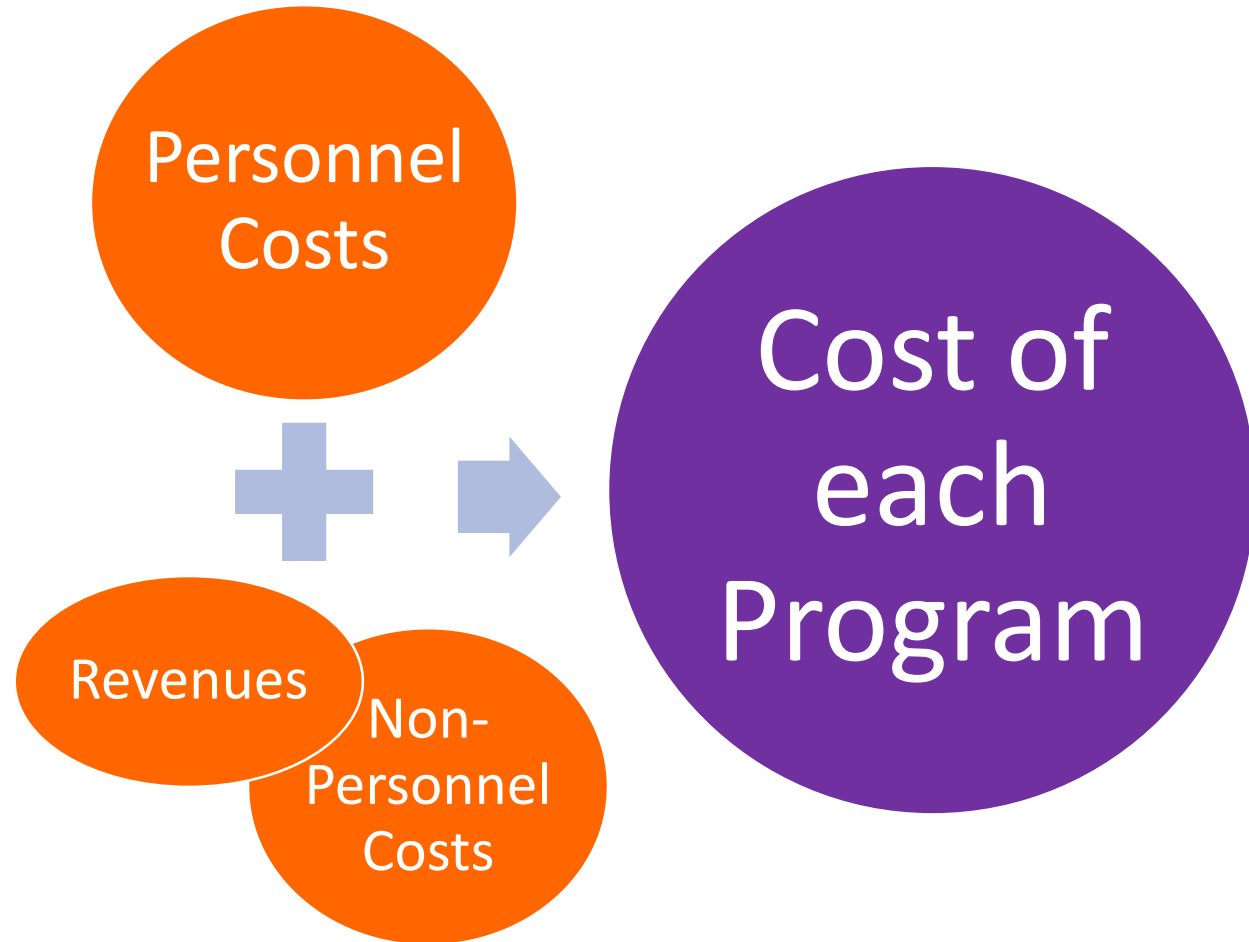 Personnel
Costs
Revenues
Non-
Personnel
Costs
Cost of
each
Program